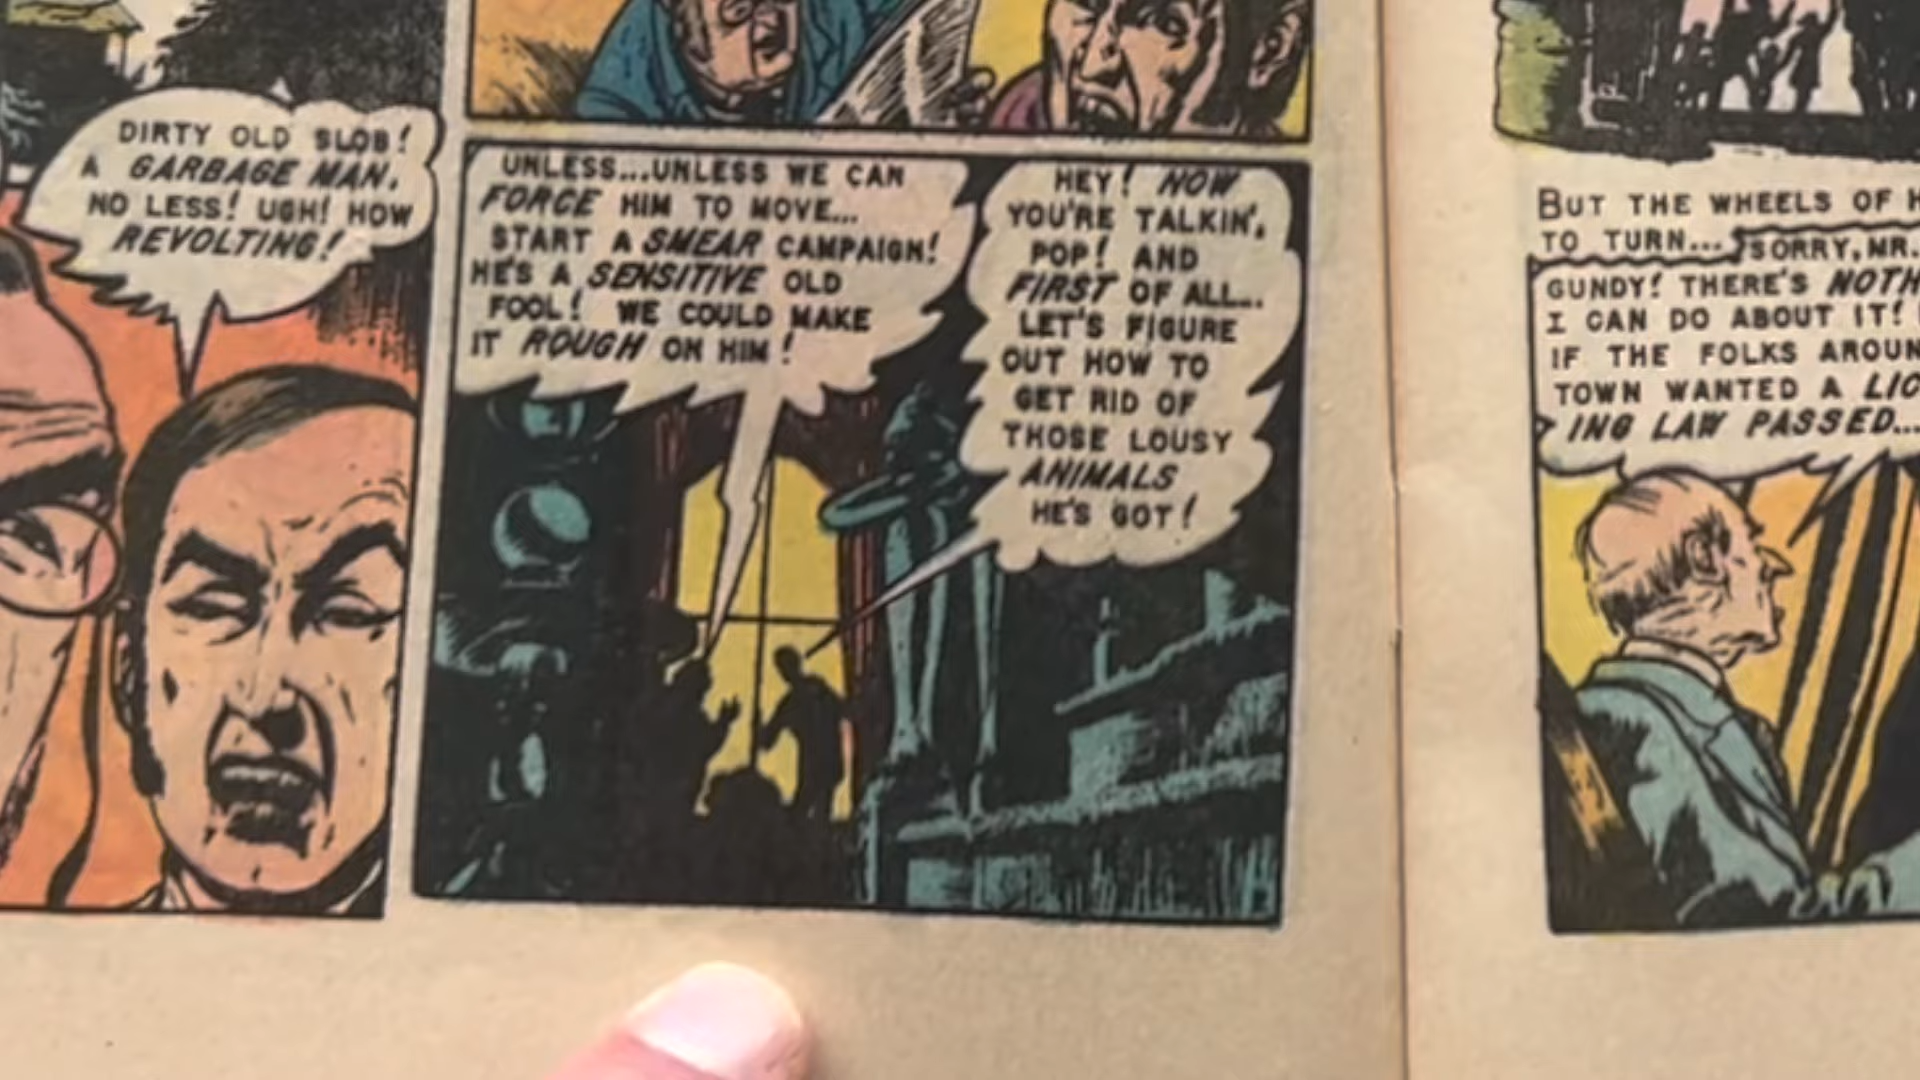 DIRTY OLD SLOB!
A GARBAGE MAN,
NO LESS! UGH! HOW
REVOLTING!
UNLESS...UNLESS WE CAN
FORCE HIM TO MOVE...
START A SMEAR CAMPAIGN!
HE'S A SENSITIVE OLD
FOOL! WE COULD MAKE
IT ROUGH ON HIM!
HEY! NOW
YOU'RE TALKIN',
POP! AND
FIRST OF ALL...
LET'S FIGURE
OUT HOW TO
GET RID OF
THOSE LOUSY
ANIMALS
HE'S GOT!
BUT THE WHEELS OF
TO TURN...
SORRY, MR.
GUNDY! THERE'S NOTH
I CAN DO ABOUT IT!
IF THE FOLKS AROUN
TOWN WANTED A LIC
ING LAW PASSED...